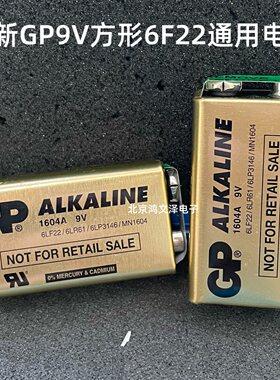 新GP9V方形6F22通用电
GP
®
ALKALINE
1604A 9V
6LF22/6LR61/6LP3146/MN1604
NOT FOR RETAIL SALE
0% MERCURY & CADMIUM
北京鸿文泽电子
GP
®
ALKALINE
1604A 9V
6LF22/6LR61/6LP3146/MN1604
NOT FOR RETAIL SALE